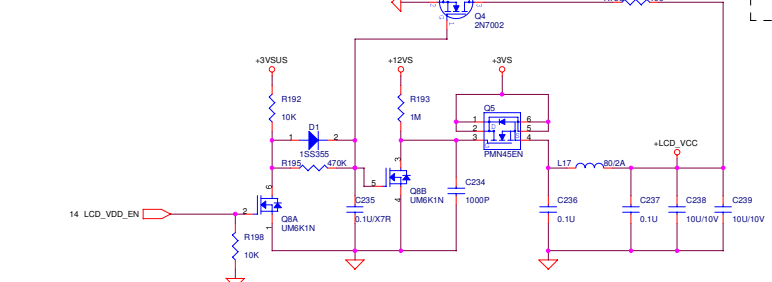 Q4
2N7002
1
+3VSUS
+12VS
+3VS
R192
10K
R193
1M
Q5
1
2
3
6
5
4
PMN45EN
D1
1
2
1SS355
R195
470K
L17
80/2A
+LCD_VCC
3
5
4
Q8B
UM6K1N
C234
1000P
14 LCD_VDD_EN
2
6
1
Q8A
UM6K1N
R198
10K
C235
0.1U/X7R
C236
0.1U
C237
0.1U
C238
10U/10V
C239
10U/10V